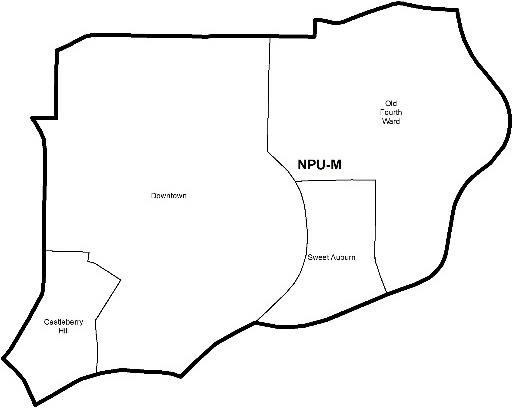 Old
Fourth
Ward
NPU-M
Downtown
Sweet Auburn
Castleberry
Hill